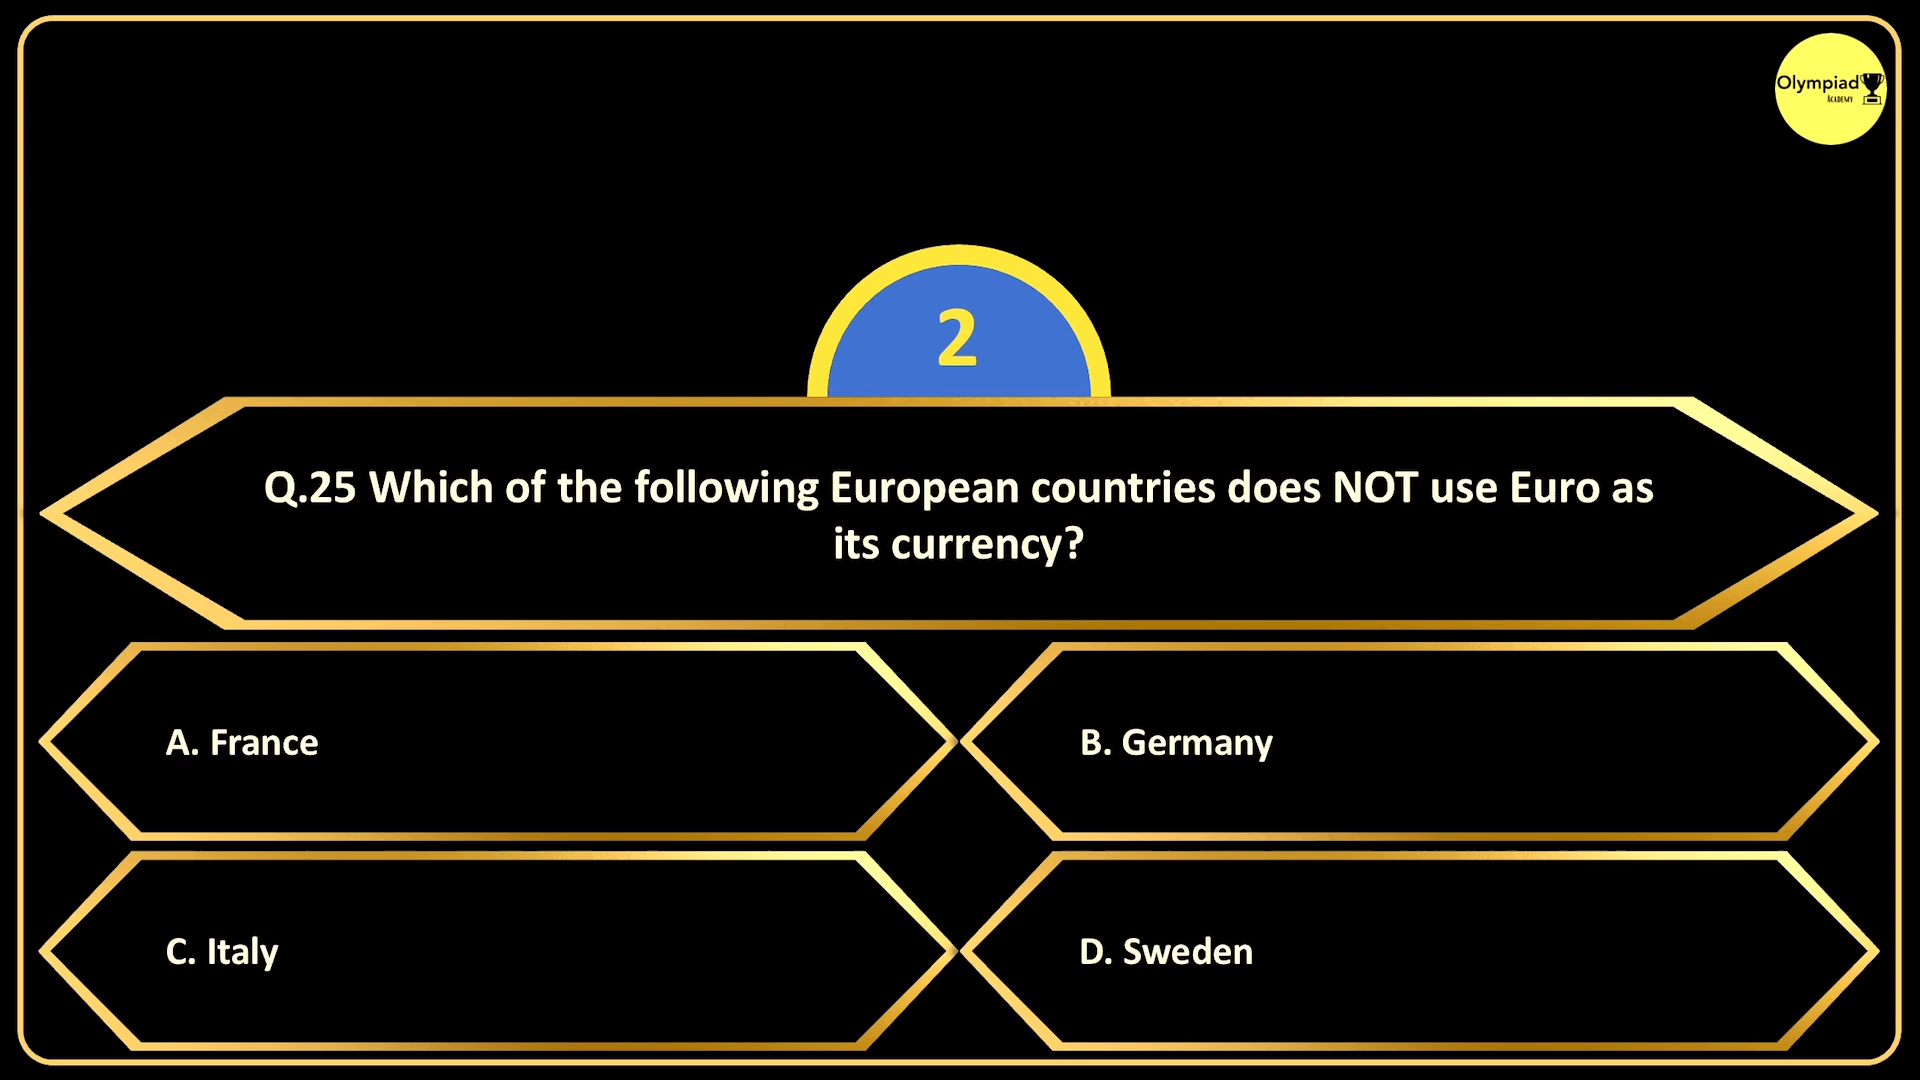 Olympiad
ACADEMY
2
Q.25 Which of the following European countries does NOT use Euro as
its currency?
A. France
B. Germany
C. Italy
D. Sweden